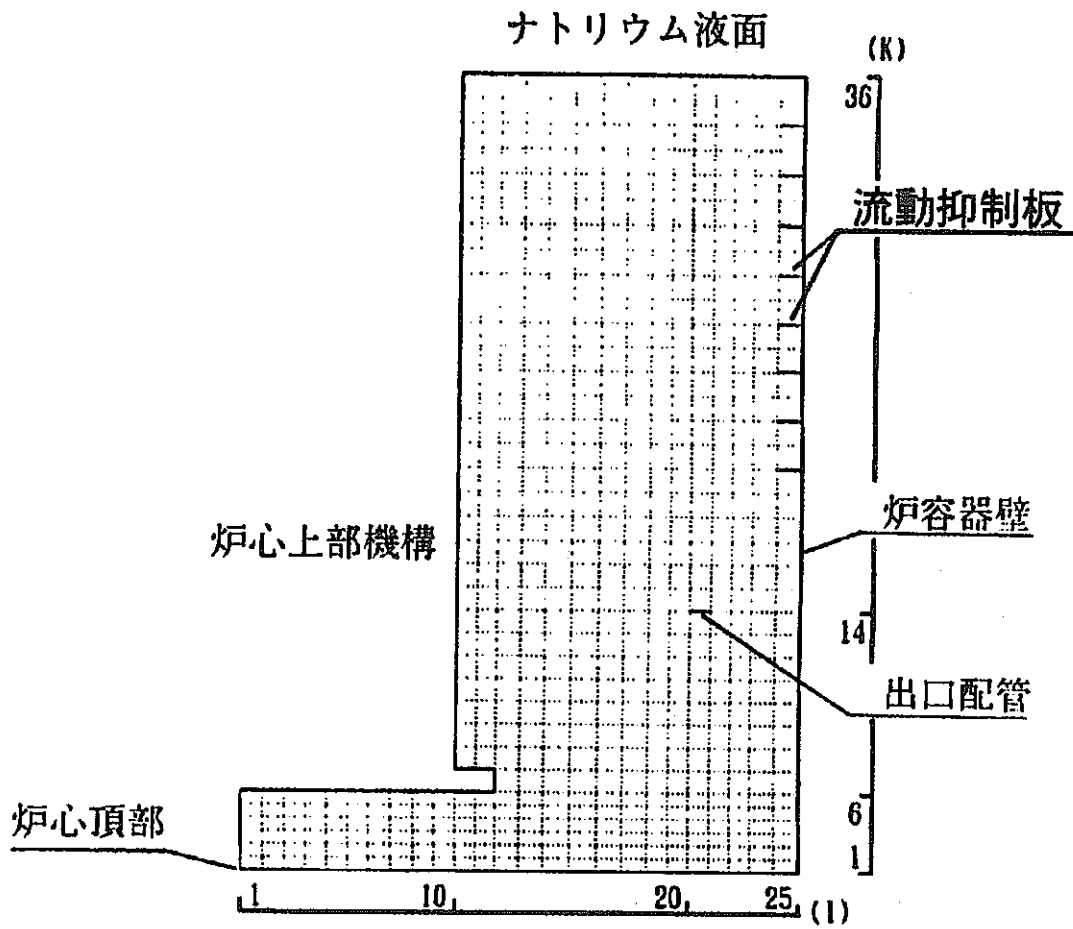 ナトリウム液面
(K)
36
流動抑制板
炉容器壁
炉心上部機構
14
出口配管
炉心頂部
6
1
1 10 20 25 (I)